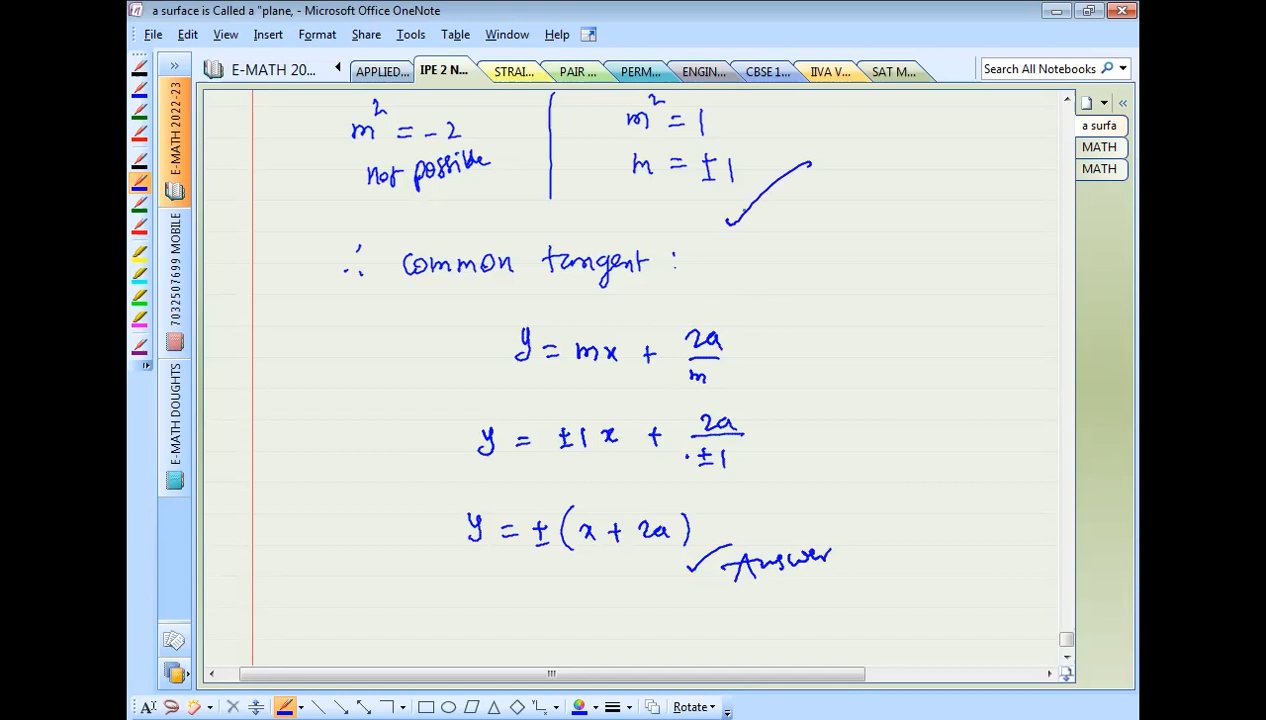 a surface is Called a "plane, - Microsoft Office OneNote
File Edit View Insert Format Share Tools Table Window Help
E-MATH 20... APPLIED... IPE 2 N... STRAI... PAIR ... PERM... ENGIN... CBSE 1... IIVA V... SAT M... Search All Notebooks
a surfa
MATH
MATH
E-MATH 2022-23
7032507699 MOBILE
E-MATH DOUGHTS
m² = -2 | m² = 1
not possible | m = ±1
∴ common tangent :
y = mx + 2a/m
y = ±1 x + 2a/±1
y = ± (x + 2a)
✓ Answer
Rotate